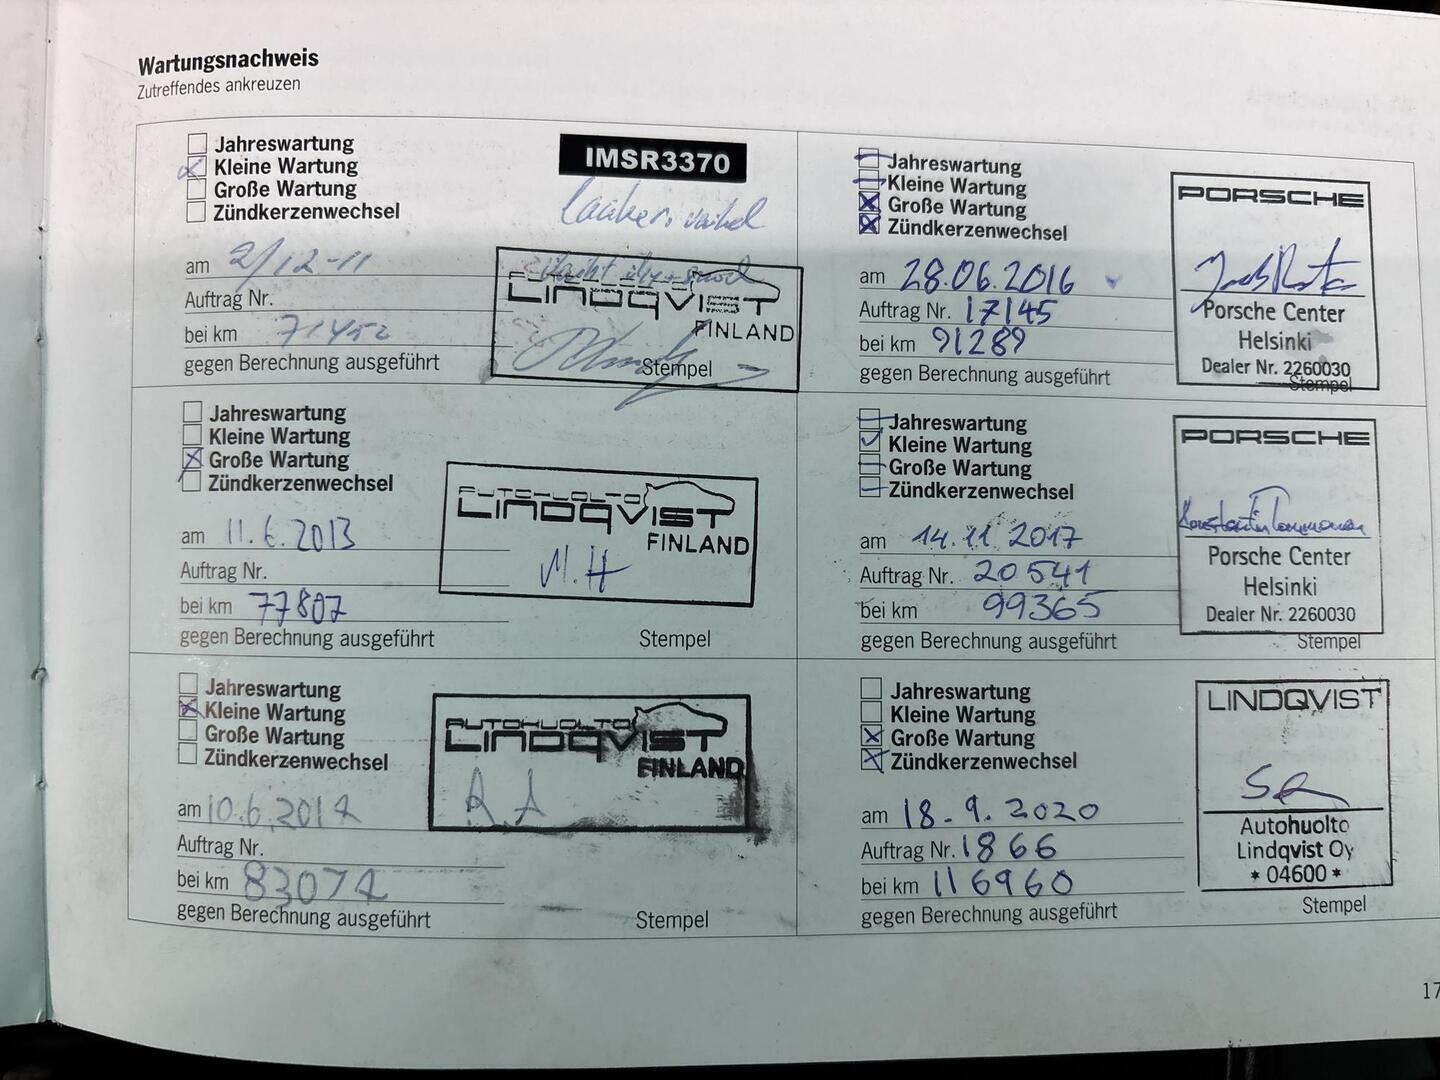 Wartungsnachweis
Zutreffendes ankreuzen
Jahreswartung
Kleine Wartung
Große Wartung
Zündkerzenwechsel
IMSR3370
am 2/12-11
Auftrag Nr.
bei km 71452
gegen Berechnung ausgeführt
LINDQVIST
FINLAND
Stempel
Jahreswartung
Kleine Wartung
Große Wartung
Zündkerzenwechsel
am 11.6.2013
Auftrag Nr.
bei km 77807
gegen Berechnung ausgeführt
AUTOHUOLTO
LINDQVIST
FINLAND
M.H
Stempel
Jahreswartung
Kleine Wartung
Große Wartung
Zündkerzenwechsel
am 10.6.2014
Auftrag Nr.
bei km 83074
gegen Berechnung ausgeführt
AUTOHUOLTO
LINDQVIST
FINLAND
A.A
Stempel
Jahreswartung
Kleine Wartung
Große Wartung
Zündkerzenwechsel
am 28.06.2016
Auftrag Nr. 17145
bei km 91289
gegen Berechnung ausgeführt
PORSCHE
Porsche Center
Helsinki
Dealer Nr. 2260030
Stempel
Jahreswartung
Kleine Wartung
Große Wartung
Zündkerzenwechsel
am 14.11.2017
Auftrag Nr. 20541
bei km 99365
gegen Berechnung ausgeführt
PORSCHE
Porsche Center
Helsinki
Dealer Nr. 2260030
Stempel
Jahreswartung
Kleine Wartung
Große Wartung
Zündkerzenwechsel
am 18.9.2020
Auftrag Nr. 1866
bei km 116960
gegen Berechnung ausgeführt
LINDQVIST
Autohuolto
Lindqvist Oy
* 04600 *
Stempel
17